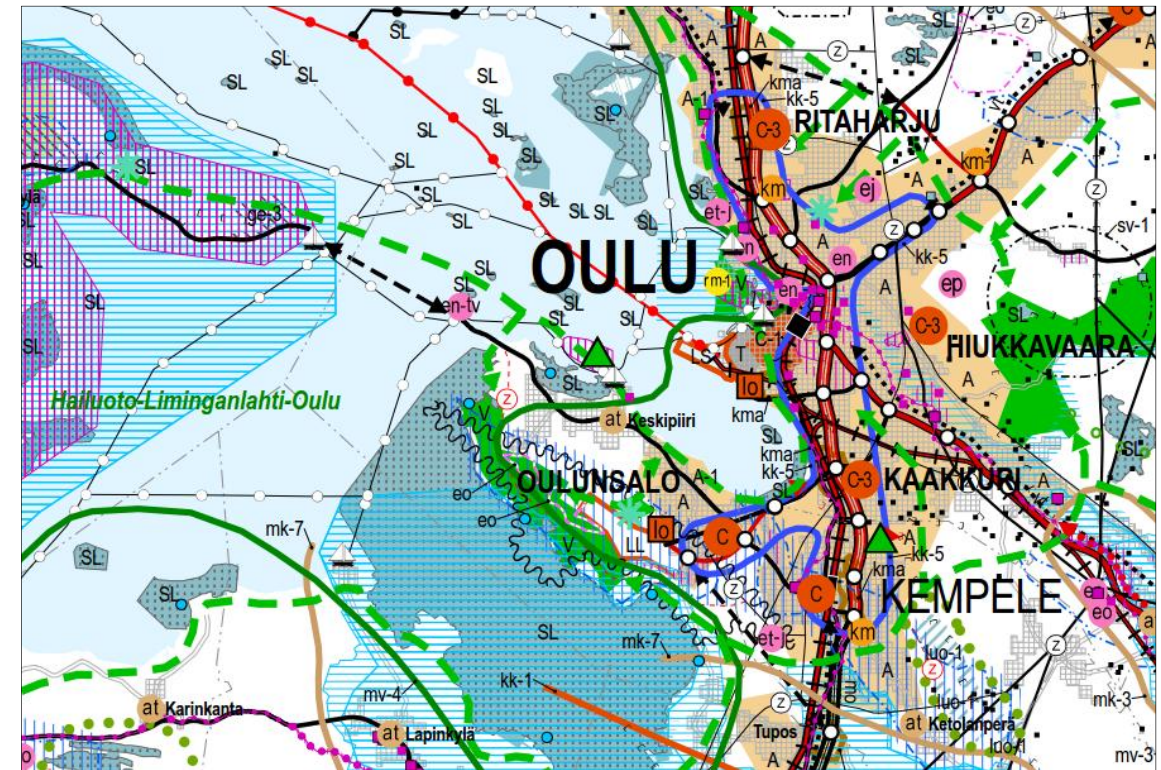 SL
eo
A
A
C
A
Z
SL
kma
kk-5
A-1
C-3
RITAHARJU
km-1
A
SL
SL
SL
SL
SL
km
ej
A
Z
sv-1
ge-3
SL
SL
SL SL
et-j
A
kk-5
OULU
rm-1
V
en
en
ep
SL
en-tv
SL
SL
C-1
C-3
SL
HIUKKAVAARA
LS
T
A
Hailuoto-Liminganlahti-Oulu
Z
SL
lo
kma
V
at Keskipiiri
SL
kma
kk-5
OULUNSALO
A-1
A
SL
C-3
KAAKKURI
eo
eo
lo
C
LL
V
kk-5
kma
KEMPELE
mk-7
SL
SL
Z
C
eo
SL
et-j
km
luo-1
Z
Z
mk-7
kk-1
A
mk-3
mv-4
at Karinkanta
at Lapinkylä
mo
luo-1
at Ketolanperä
luo-1
Tupos
Z
A
mv-3